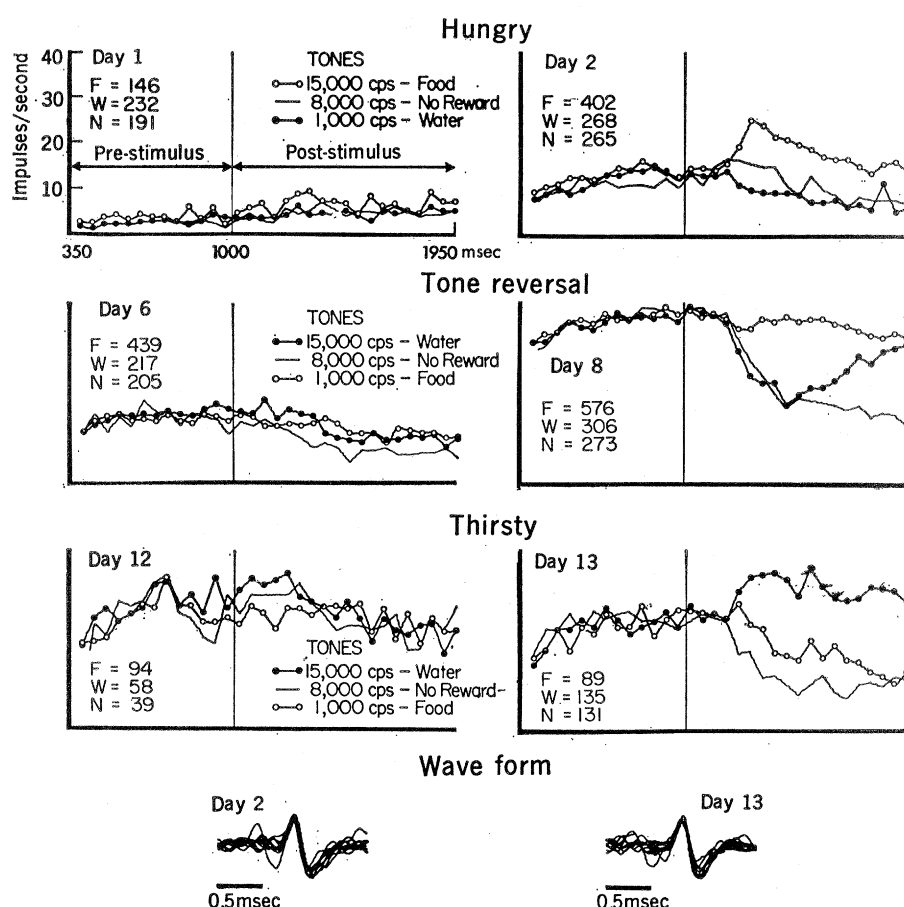 Hungry
Impulses/second
40
30
20
10
Day 1
F = 146
W = 232
N = 191
TONES
15,000 cps - Food
8,000 cps - No Reward
1,000 cps - Water
Pre-stimulus
Post-stimulus
350
1000
1950 msec
Day 2
F = 402
W = 268
N = 265
Tone reversal
Day 6
F = 439
W = 217
N = 205
TONES
15,000 cps - Water
8,000 cps - No Reward
1,000 cps - Food
Day 8
F = 576
W = 306
N = 273
Thirsty
Day 12
F = 94
W = 58
N = 39
TONES
15,000 cps - Water
8,000 cps - No Reward
1,000 cps - Food
Day 13
F = 89
W = 135
N = 131
Wave form
Day 2
0.5msec
Day 13
0.5msec